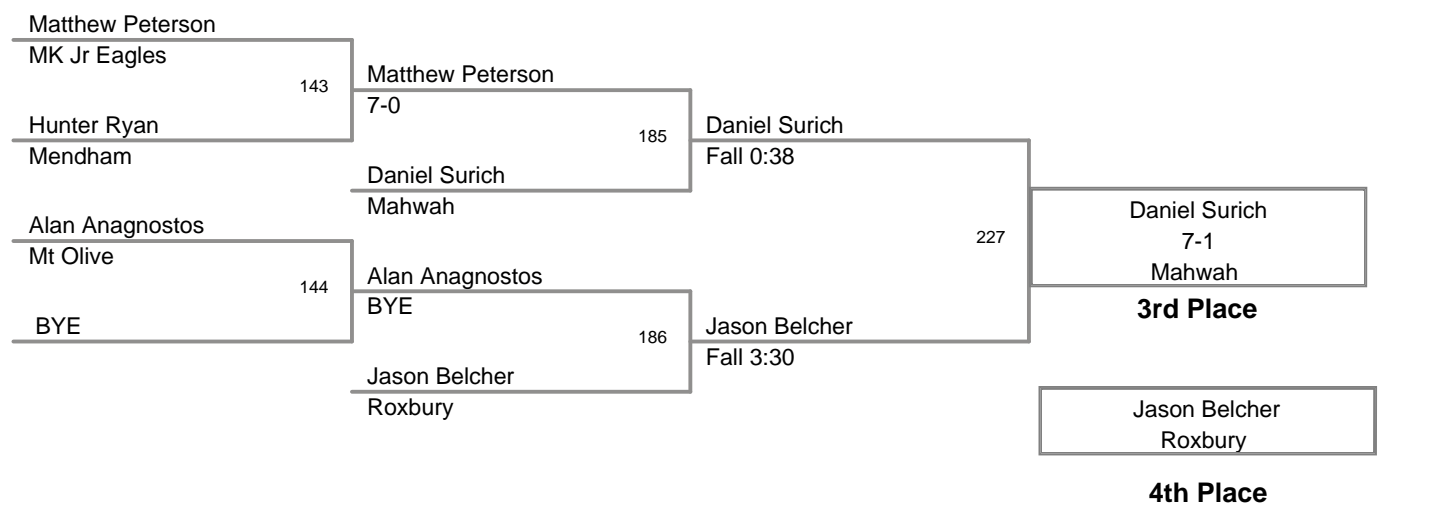 Matthew Peterson
MK Jr Eagles
143
Hunter Ryan
Mendham
Alan Anagnostos
Mt Olive
144
BYE
Matthew Peterson
7-0
185
Daniel Surich
Mahwah
Alan Anagnostos
BYE
186
Jason Belcher
Roxbury
Daniel Surich
Fall 0:38
227
Jason Belcher
Fall 3:30
Daniel Surich
7-1
Mahwah
3rd Place
Jason Belcher
Roxbury
4th Place